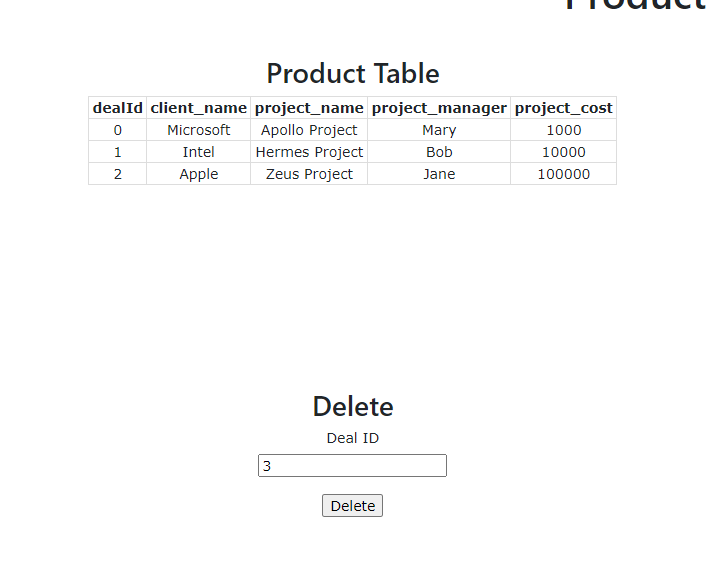 Product
Product Table
dealId client_name project_name project_manager project_cost
0 Microsoft Apollo Project Mary 1000
1 Intel Hermes Project Bob 10000
2 Apple Zeus Project Jane 100000
Delete
Deal ID
3
Delete